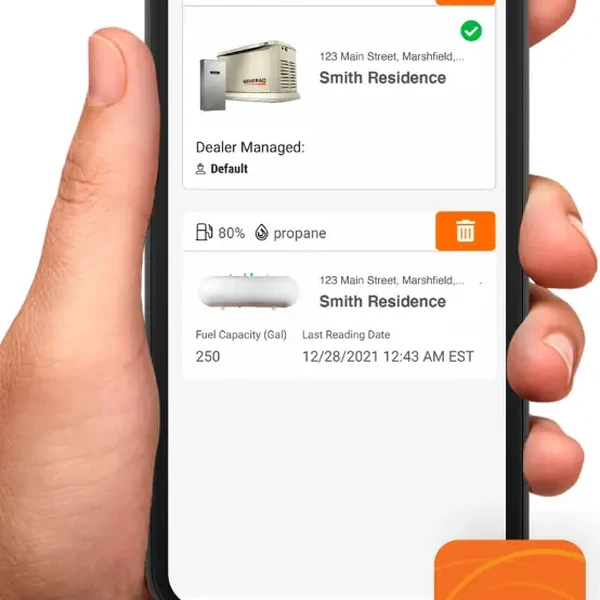 GENERAC
123 Main Street, Marshfield,...
Smith Residence
Dealer Managed:
Default
80% propane
123 Main Street, Marshfield,...
Smith Residence
Fuel Capacity (Gal) Last Reading Date
250 12/28/2021 12:43 AM EST